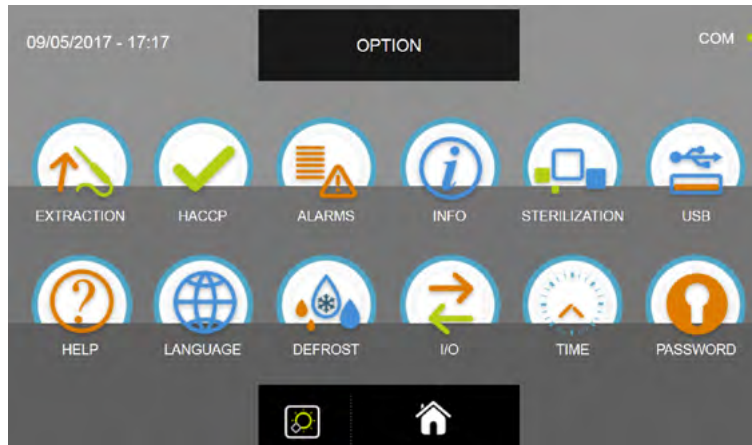 09/05/2017 - 17:17
OPTION
COM
EXTRACTION
HACCP
ALARMS
INFO
STERILIZATION
USB
HELP
LANGUAGE
DEFROST
I/O
TIME
PASSWORD